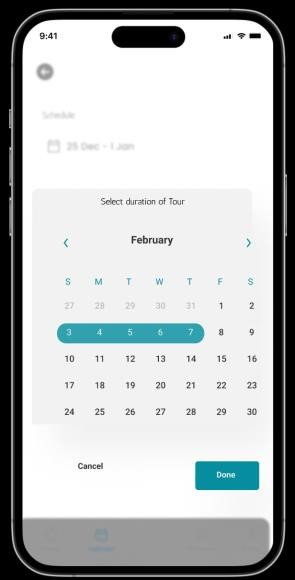 9:41
Schedule
25 Dec - 1 Jan
Select duration of Tour
February
S M T W T F S
27 28 29 30 31 1 2
3 4 5 6 7 8 9
10 11 12 13 14 15 16
17 18 19 20 21 22 23
24 25 26 27 28 29 30
Cancel
Done